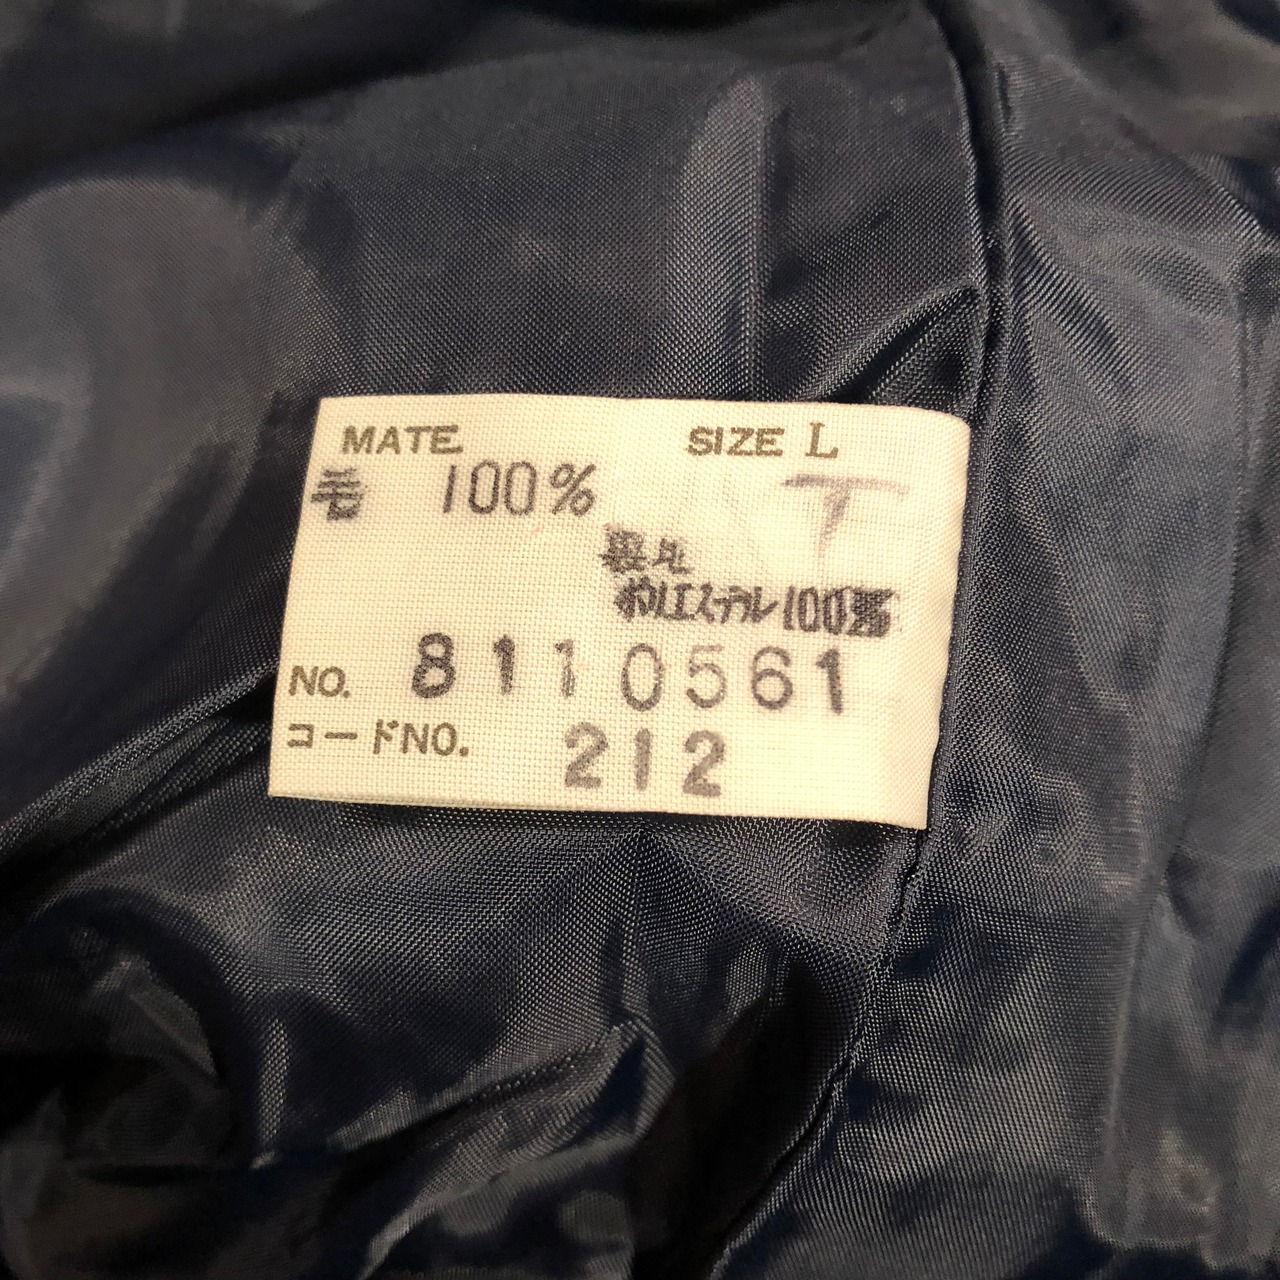 MATE. SIZE L
毛 100% T
裏地
ポリエステル100%
NO. 8110561
コードNO. 212